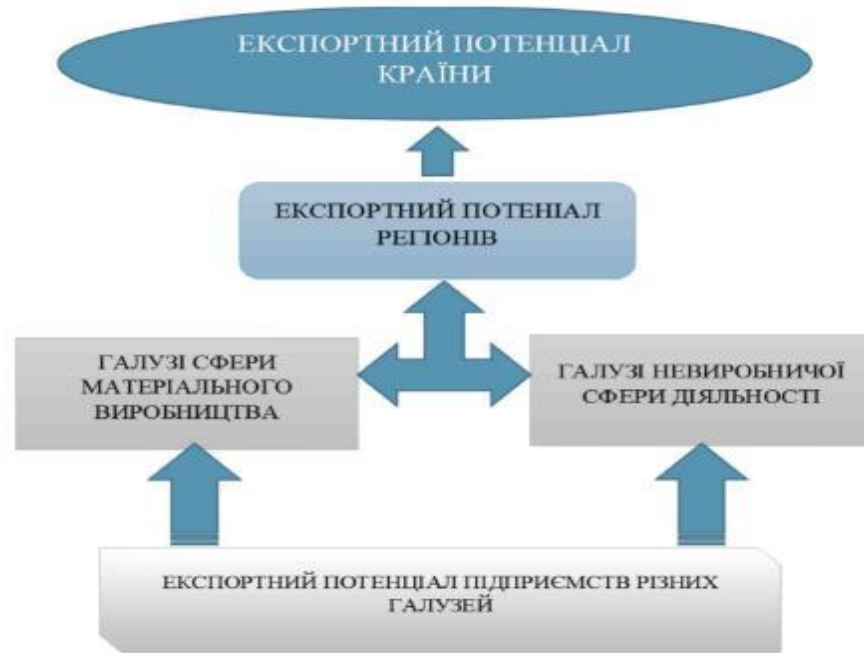 ЕКСПОРТНИЙ ПОТЕНЦІАЛ
КРАЇНИ
ЕКСПОРТНИЙ ПОТЕНІАЛ
РЕГІОНІВ
ГАЛУЗІ СФЕРИ
МАТЕРІАЛЬНОГО
ВИРОБНИЦТВА
ГАЛУЗІ НЕВИРОБНИЧОЇ
СФЕРИ ДІЯЛЬНОСТІ
ЕКСПОРТНИЙ ПОТЕНЦІАЛ ПІДПРИЄМСТВ РІЗНИХ
ГАЛУЗЕЙ